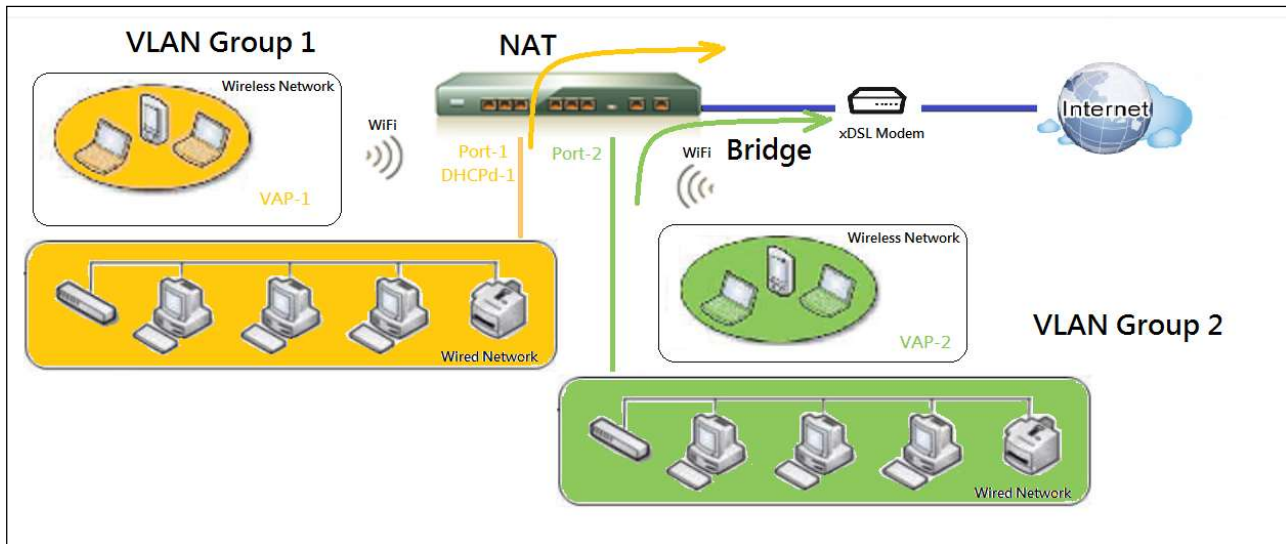 VLAN Group 1
NAT
Wireless Network
WiFi
VAP-1
Port-1
DHCPd-1
Port-2
WiFi
Bridge
xDSL Modem
Internet
Wireless Network
VAP-2
VLAN Group 2
Wired Network
Wired Network